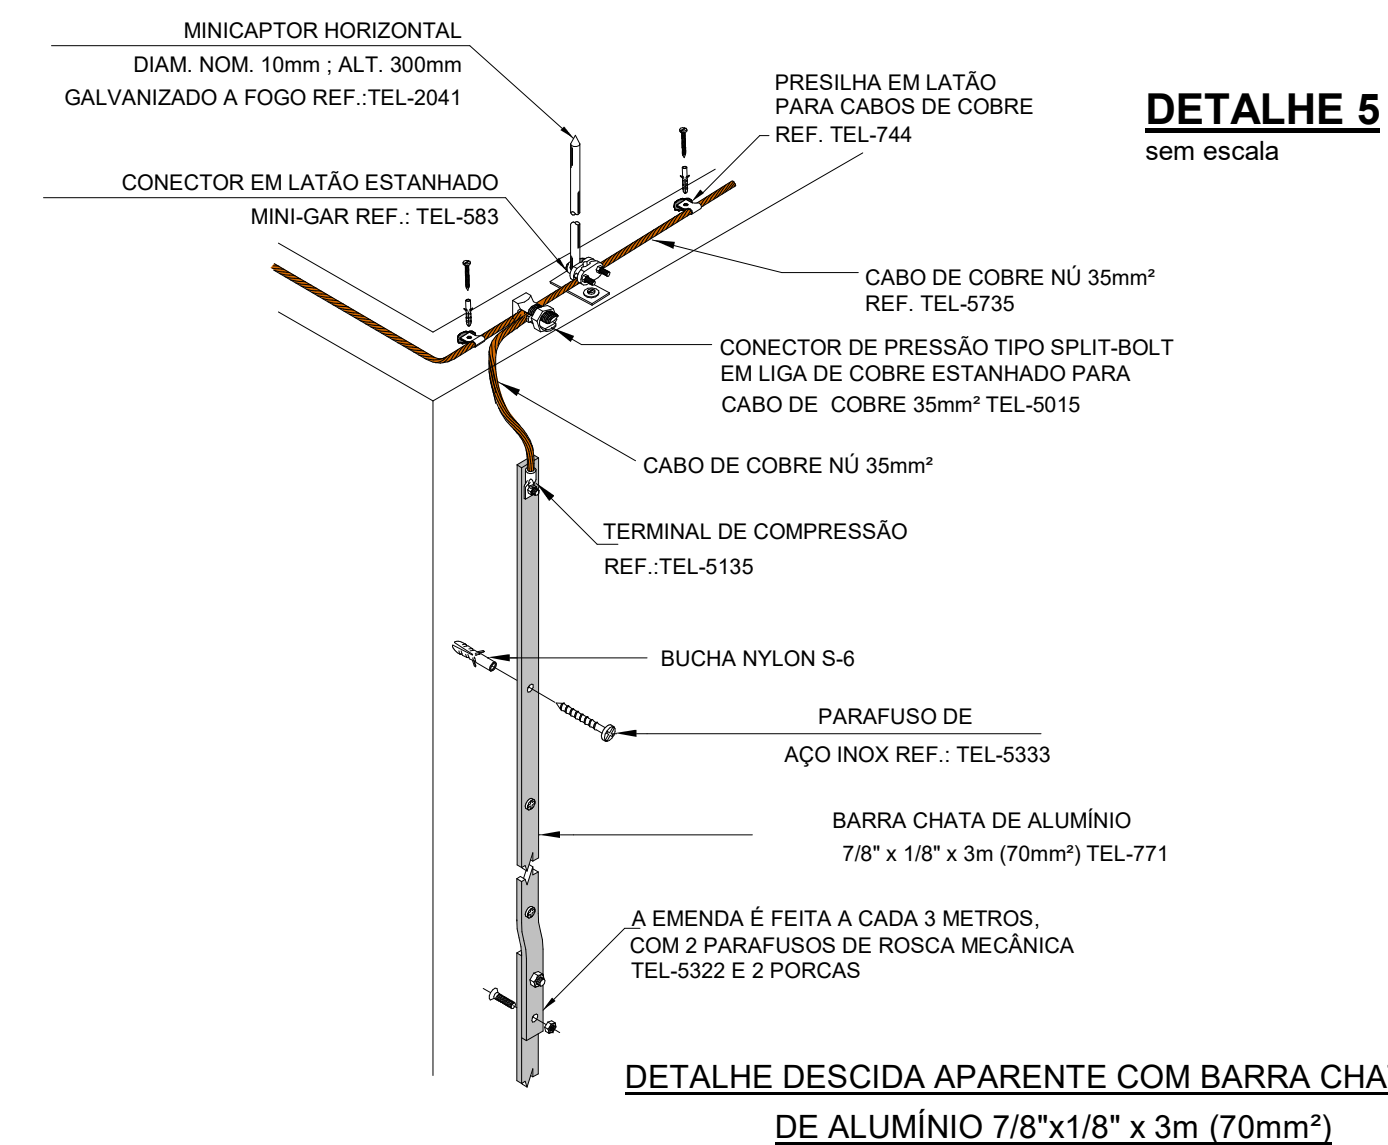 MINICAPTOR HORIZONTAL
DIAM. NOM. 10mm ; ALT. 300mm
GALVANIZADO A FOGO REF.:TEL-2041
PRESILHA EM LATÃO
PARA CABOS DE COBRE
REF. TEL-744
DETALHE 5
sem escala
CONECTOR EM LATÃO ESTANHADO
MINI-GAR REF.: TEL-583
CABO DE COBRE NÚ 35mm²
REF. TEL-5735
CONECTOR DE PRESSÃO TIPO SPLIT-BOLT
EM LIGA DE COBRE ESTANHADO PARA
CABO DE COBRE 35mm² TEL-5015
CABO DE COBRE NÚ 35mm²
TERMINAL DE COMPRESSÃO
REF.:TEL-5135
BUCHA NYLON S-6
PARAFUSO DE
AÇO INOX REF.: TEL-5333
BARRA CHATA DE ALUMÍNIO
7/8" x 1/8" x 3m (70mm²) TEL-771
A EMENDA É FEITA A CADA 3 METROS,
COM 2 PARAFUSOS DE ROSCA MECÂNICA
TEL-5322 E 2 PORCAS
DETALHE DESCIDA APARENTE COM BARRA
DE ALUMÍNIO 7/8"x1/8" x 3m (70mm²)